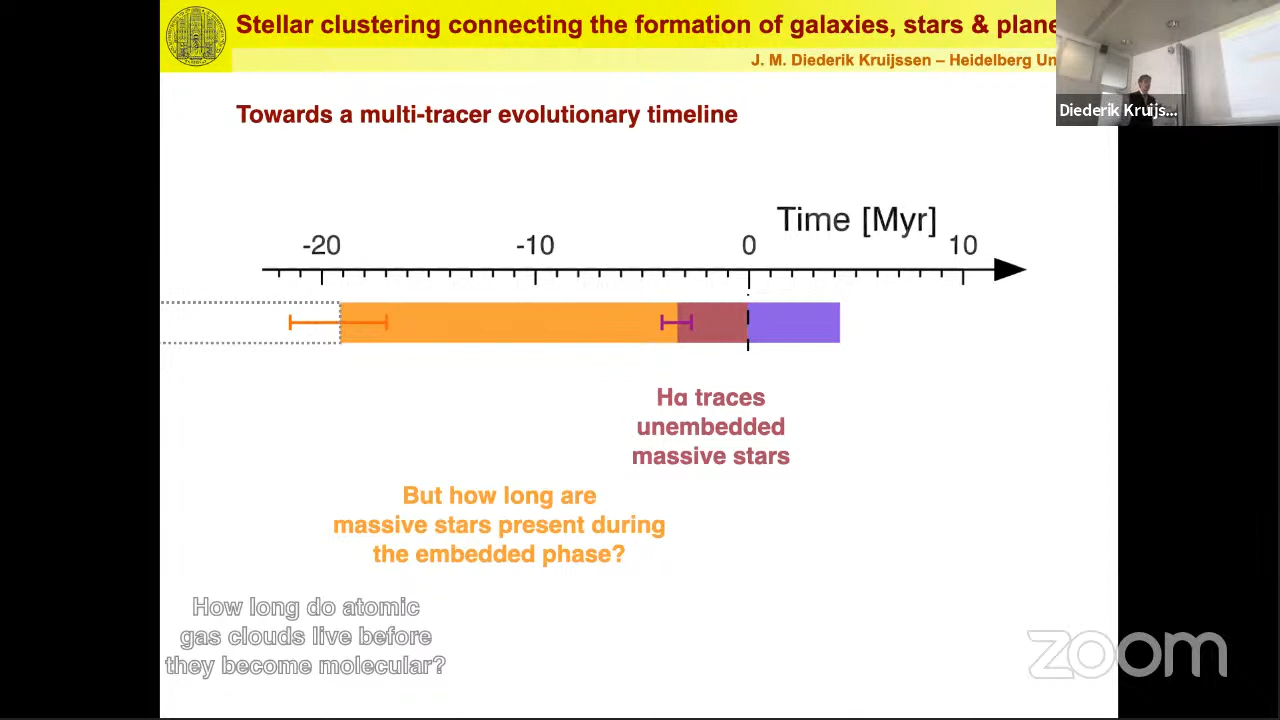 Stellar clustering connecting the formation of galaxies, stars & plane
J. M. Diederik Kruijssen – Heidelberg Un
Diederik Kruijs...
Towards a multi-tracer evolutionary timeline
Time [Myr]
-20 -10 0 10
Hα traces
unembedded
massive stars
But how long are
massive stars present during
the embedded phase?
How long do atomic
gas clouds live before
they become molecular?
zoom